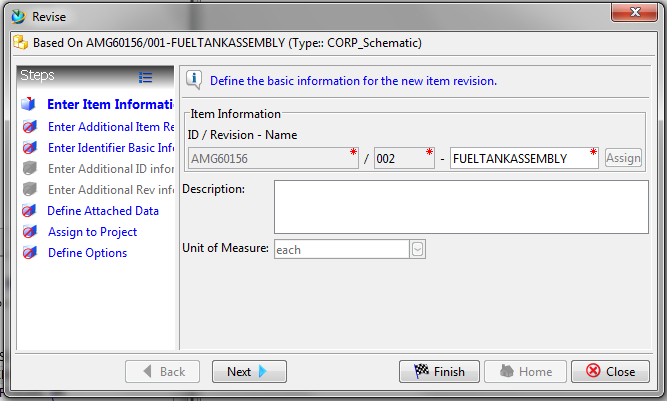 Revise
Based On AMG60156/001-FUELTANKASSEMBLY (Type:: CORP_Schematic)
Steps
Enter Item Informatio
Enter Additional Item Re
Enter Identifier Basic Info
Enter Additional ID infor
Enter Additional Rev infor
Define Attached Data
Assign to Project
Define Options
Define the basic information for the new item revision.
Item Information
ID / Revision - Name
AMG60156 * / 002 * - FUELTANKASSEMBLY * Assign
Description:
Unit of Measure: each
Back Next Finish Home Close